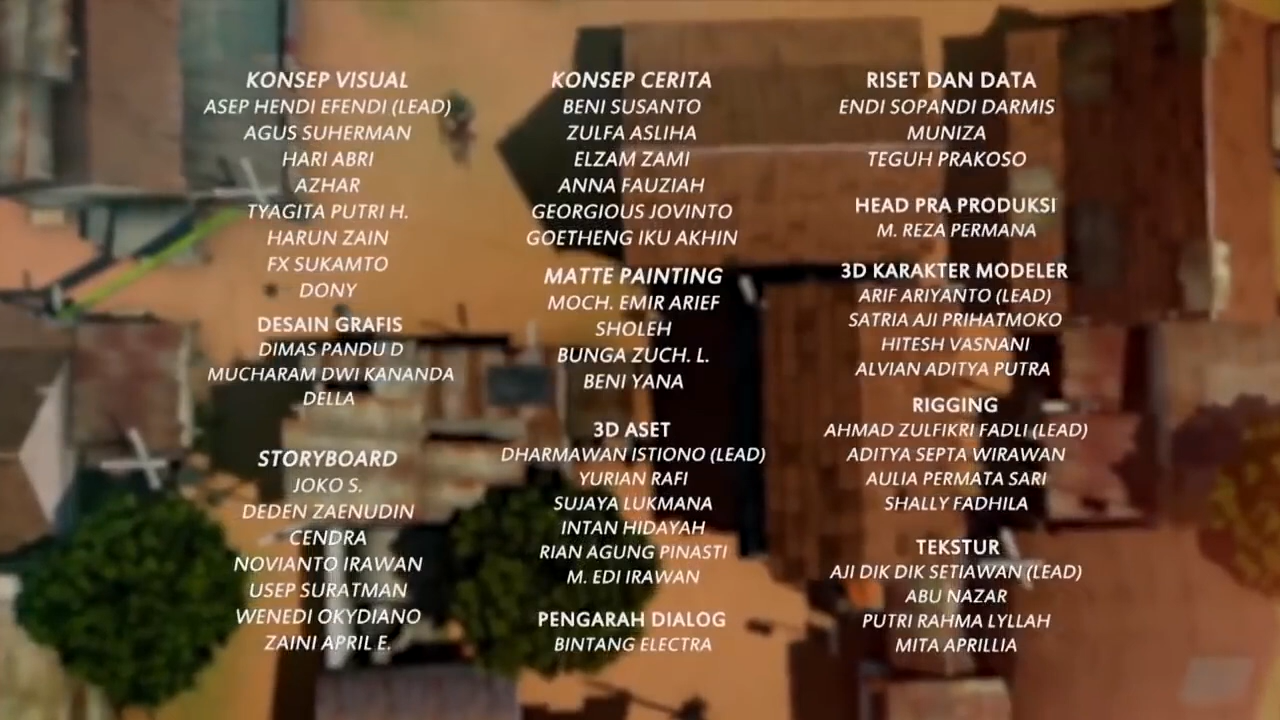 KONSEP VISUAL
ASEP HENDI EFENDI (LEAD)
AGUS SUHERMAN
HARI ABRI
AZHAR
TYAGITA PUTRI H.
HARUN ZAIN
FX SUKAMTO
DONY
DESAIN GRAFIS
DIMAS PANDU D
MUCHARAM DWI KANANDA
DELLA
STORYBOARD
JOKO S.
DEDEN ZAENUDIN
CENDRA
NOVIANTO IRAWAN
USEP SURATMAN
WENEDI OKYDIANO
ZAINI APRIL E.
KONSEP CERITA
BENI SUSANTO
ZULFA ASLIHA
ELZAM ZAMI
ANNA FAUZIAH
GEORGIOUS JOVINTO
GOETHENG IKU AKHIN
MATTE PAINTING
MOCH. EMIR ARIEF
SHOLEH
BUNGA ZUCH. L.
BENI YANA
3D ASET
DHARMAWAN ISTIONO (LEAD)
YURIAN RAFI
SUJAYA LUKMANA
INTAN HIDAYAH
RIAN AGUNG PINASTI
M. EDI IRAWAN
PENGARAH DIALOG
BINTANG ELECTRA
RISET DAN DATA
ENDI SOPANDI DARMIS
MUNIZA
TEGUH PRAKOSO
HEAD PRA PRODUKSI
M. REZA PERMANA
3D KARAKTER MODELER
ARIF ARIYANTO (LEAD)
SATRIA AJI PRIHATMOKO
HITESH VASNANI
ALVIAN ADITYA PUTRA
RIGGING
AHMAD ZULFIKRI FADLI (LEAD)
ADITYA SEPTA WIRAWAN
AULIA PERMATA SARI
SHALLY FADHILA
TEKSTUR
AJI DIK DIK SETIAWAN (LEAD)
ABU NAZAR
PUTRI RAHMA LYLLAH
MITA APRILLIA